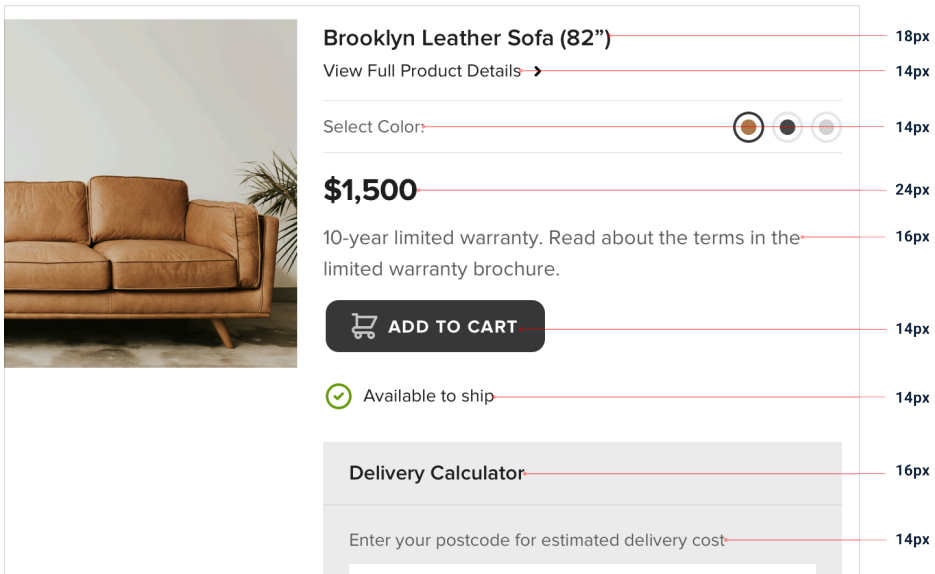 Brooklyn Leather Sofa (82”)
18px
View Full Product Details
14px
Select Color:
14px
$1,500
24px
10-year limited warranty. Read about the terms in the
16px
limited warranty brochure.
ADD TO CART
14px
Available to ship
14px
Delivery Calculator
16px
Enter your postcode for estimated delivery cost
14px